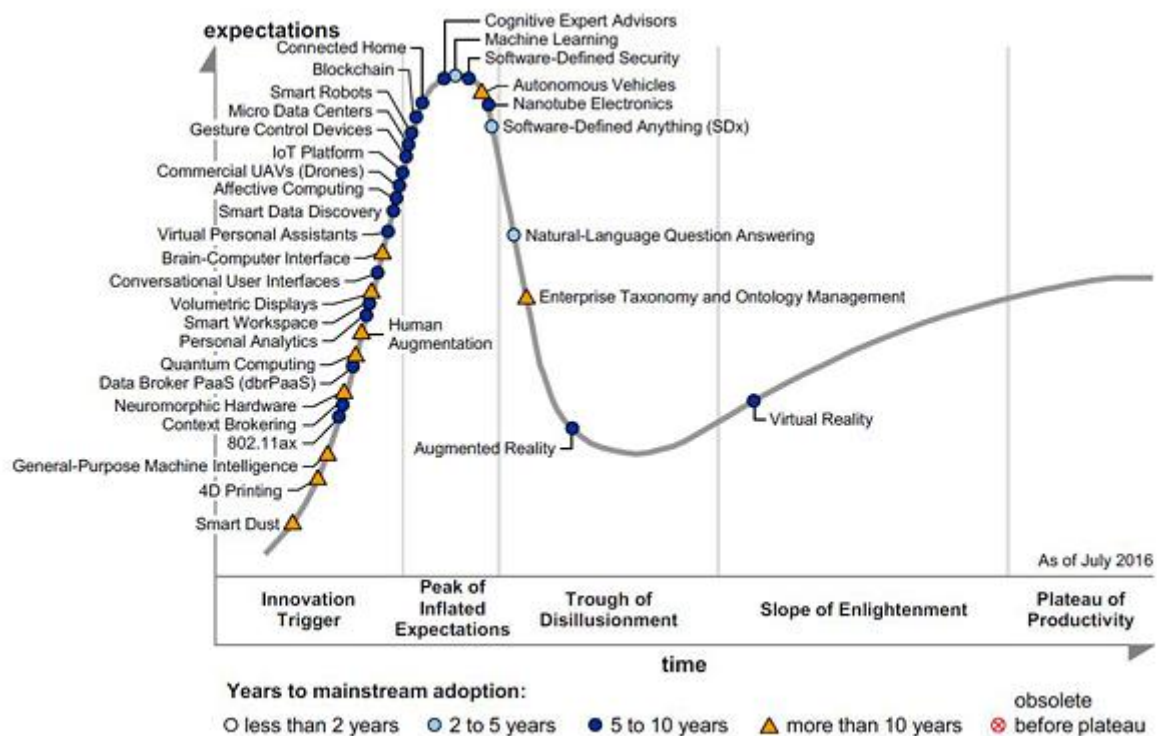 expectations
Cognitive Expert Advisors
Machine Learning
Connected Home
Software-Defined Security
Blockchain
Autonomous Vehicles
Smart Robots
Nanotube Electronics
Micro Data Centers
Software-Defined Anything (SDx)
Gesture Control Devices
IoT Platform
Commercial UAVs (Drones)
Affective Computing
Smart Data Discovery
Virtual Personal Assistants
Natural-Language Question Answering
Brain-Computer Interface
Conversational User Interfaces
Enterprise Taxonomy and Ontology Management
Volumetric Displays
Smart Workspace
Personal Analytics
Human
Augmentation
Quantum Computing
Data Broker PaaS (dbrPaaS)
Neuromorphic Hardware
Context Brokering
Virtual Reality
802.11ax
Augmented Reality
General-Purpose Machine Intelligence
4D Printing
Smart Dust
As of July 2016
Innovation
Trigger
Peak of
Inflated
Expectations
Trough of
Disillusionment
Slope of Enlightenment
Plateau of
Productivity
time
Years to mainstream adoption:
less than 2 years
2 to 5 years
5 to 10 years
more than 10 years
obsolete
before plateau